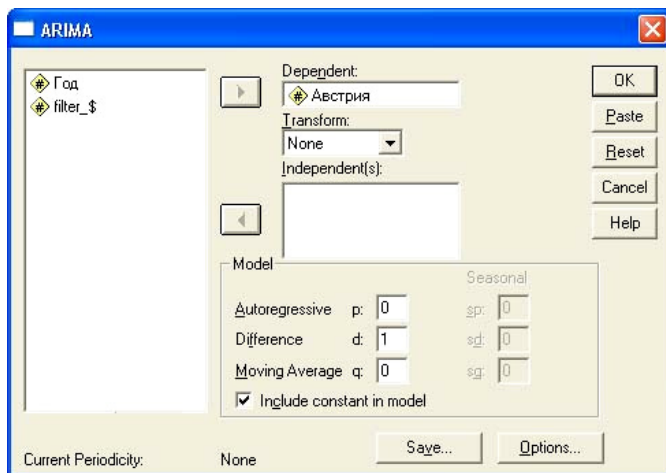 ARIMA
Год
filter_$
Dependent:
Австрия
Transform:
None
Independent(s):
OK
Paste
Reset
Cancel
Help
Model
Seasonal
Autoregressive p: 0 sp: 0
Difference d: 1 sd: 0
Moving Average q: 0 sq: 0
Include constant in model
Current Periodicity: None
Save...
Options...